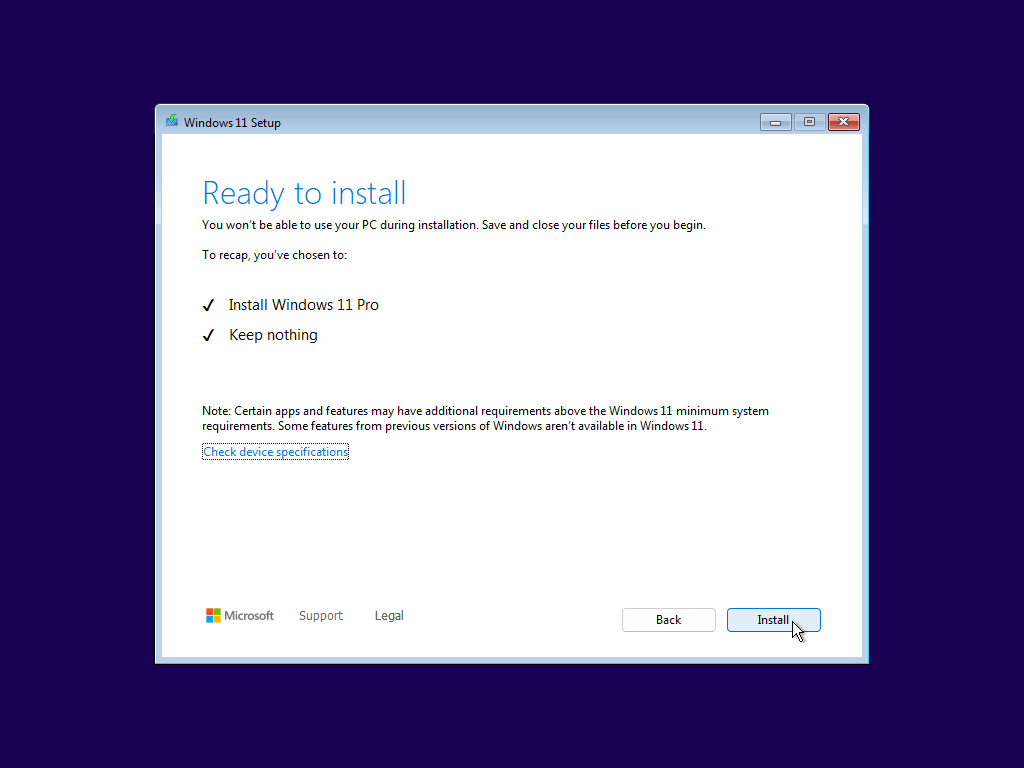 Windows 11 Setup
Ready to install
You won't be able to use your PC during installation. Save and close your files before you begin.
To recap, you've chosen to:
Install Windows 11 Pro
Keep nothing
Note: Certain apps and features may have additional requirements above the Windows 11 minimum system
requirements. Some features from previous versions of Windows aren't available in Windows 11.
Check device specifications
Microsoft Support Legal Back Install